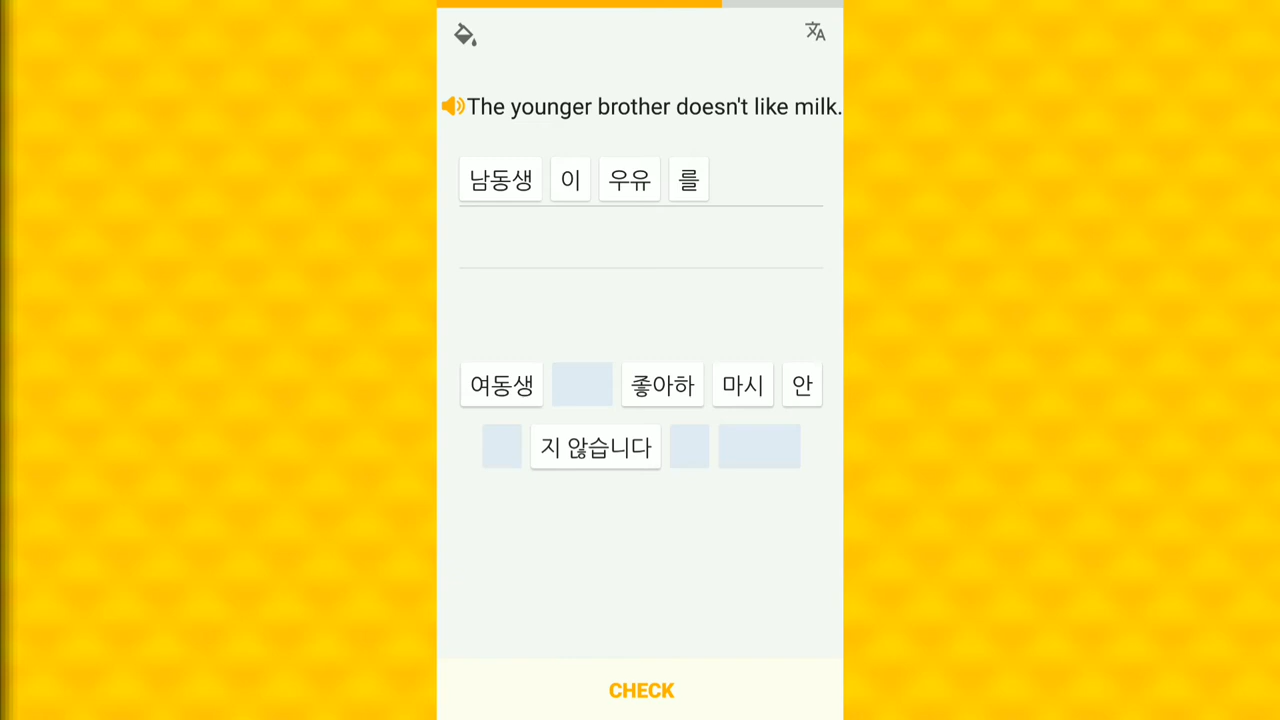 The younger brother doesn't like milk.
남동생 이 우유 를
여동생 좋아하 마시 안
지 않습니다
CHECK